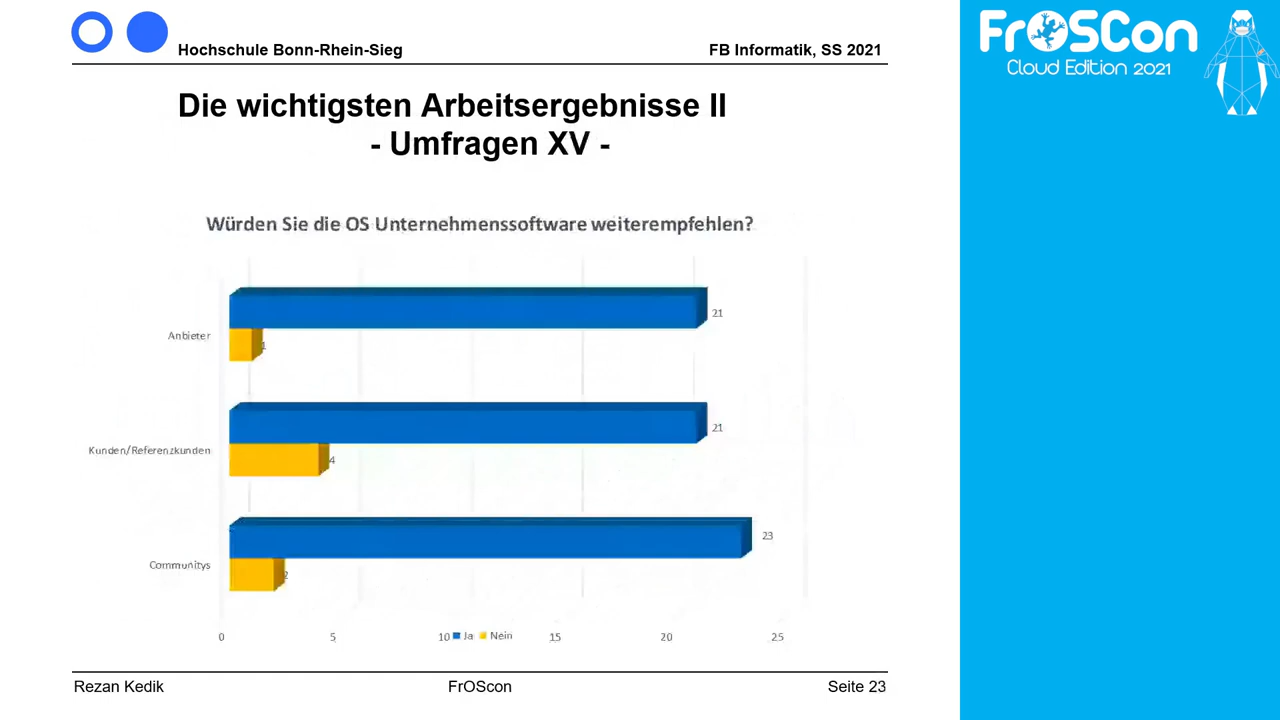 Hochschule Bonn-Rhein-Sieg
FB Informatik, SS 2021
FrOSCon
Cloud Edition 2021
Die wichtigsten Arbeitsergebnisse II
- Umfragen XV -
Würden Sie die OS Unternehmenssoftware weiterempfehlen?
21
Anbieter
1
21
Kunden/Referenzkunden
4
23
Communitys
2
0 5 10 15 20 25
Ja Nein
Rezan Kedik
FrOScon
Seite 23